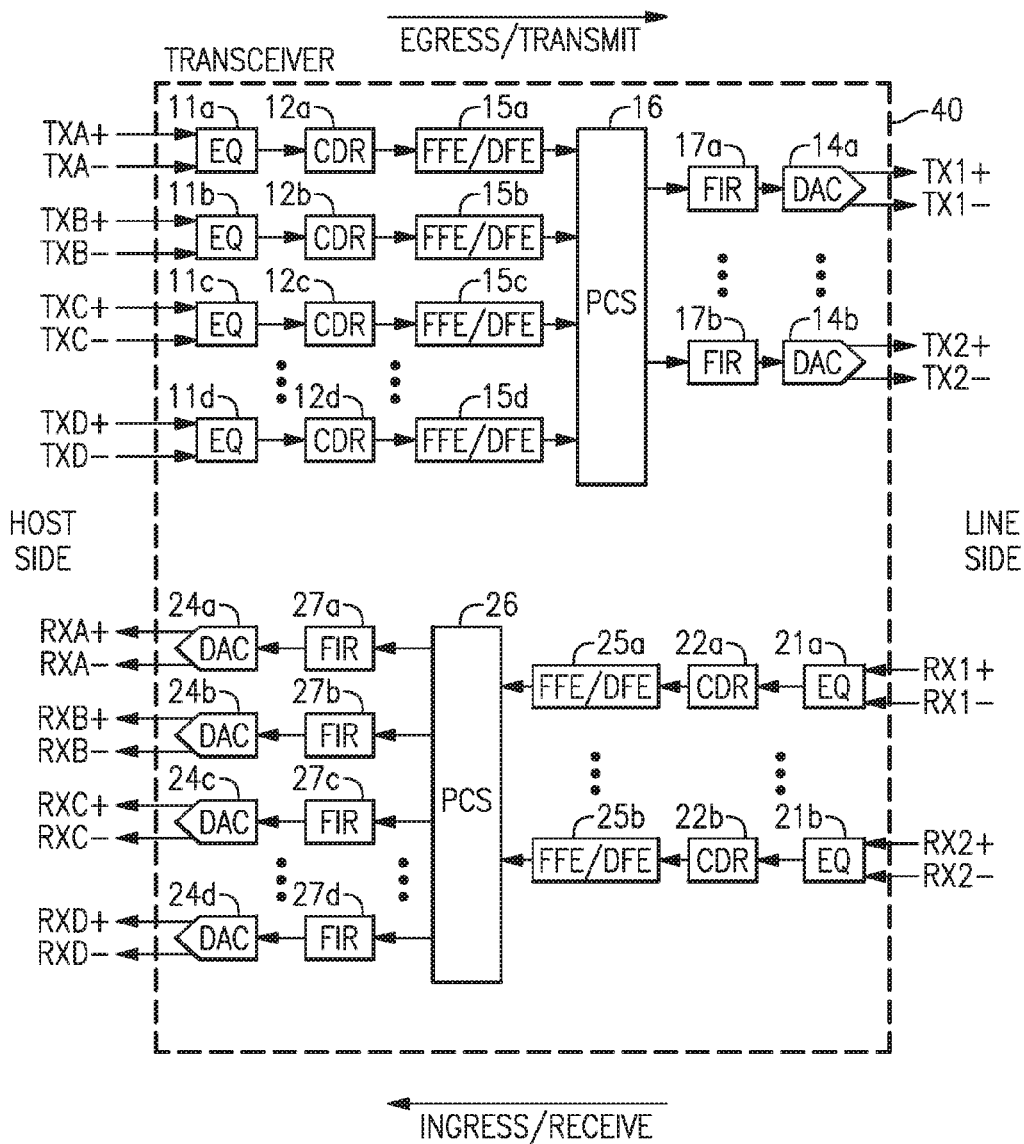 EGRESS/TRANSMIT
TRANSCEIVER
11a 12a 15a 16 17a 14a 40
TXA+ TXA− EQ CDR FFE/DFE FIR DAC TX1+ TX1−
11b 12b 15b
TXB+ TXB− EQ CDR FFE/DFE
11c 12c 15c
TXC+ TXC− EQ CDR FFE/DFE PCS
17b 14b
FIR DAC TX2+ TX2−
11d 12d 15d
TXD+ TXD− EQ CDR FFE/DFE
HOST SIDE
LINE SIDE
24a 27a 26 25a 22a 21a
RXA+ RXA− DAC FIR FFE/DFE CDR EQ RX1+ RX1−
24b 27b
RXB+ RXB− DAC FIR
24c 27c PCS 25b 22b 21b
RXC+ RXC− DAC FIR FFE/DFE CDR EQ RX2+ RX2−
24d 27d
RXD+ RXD− DAC FIR
INGRESS/RECEIVE